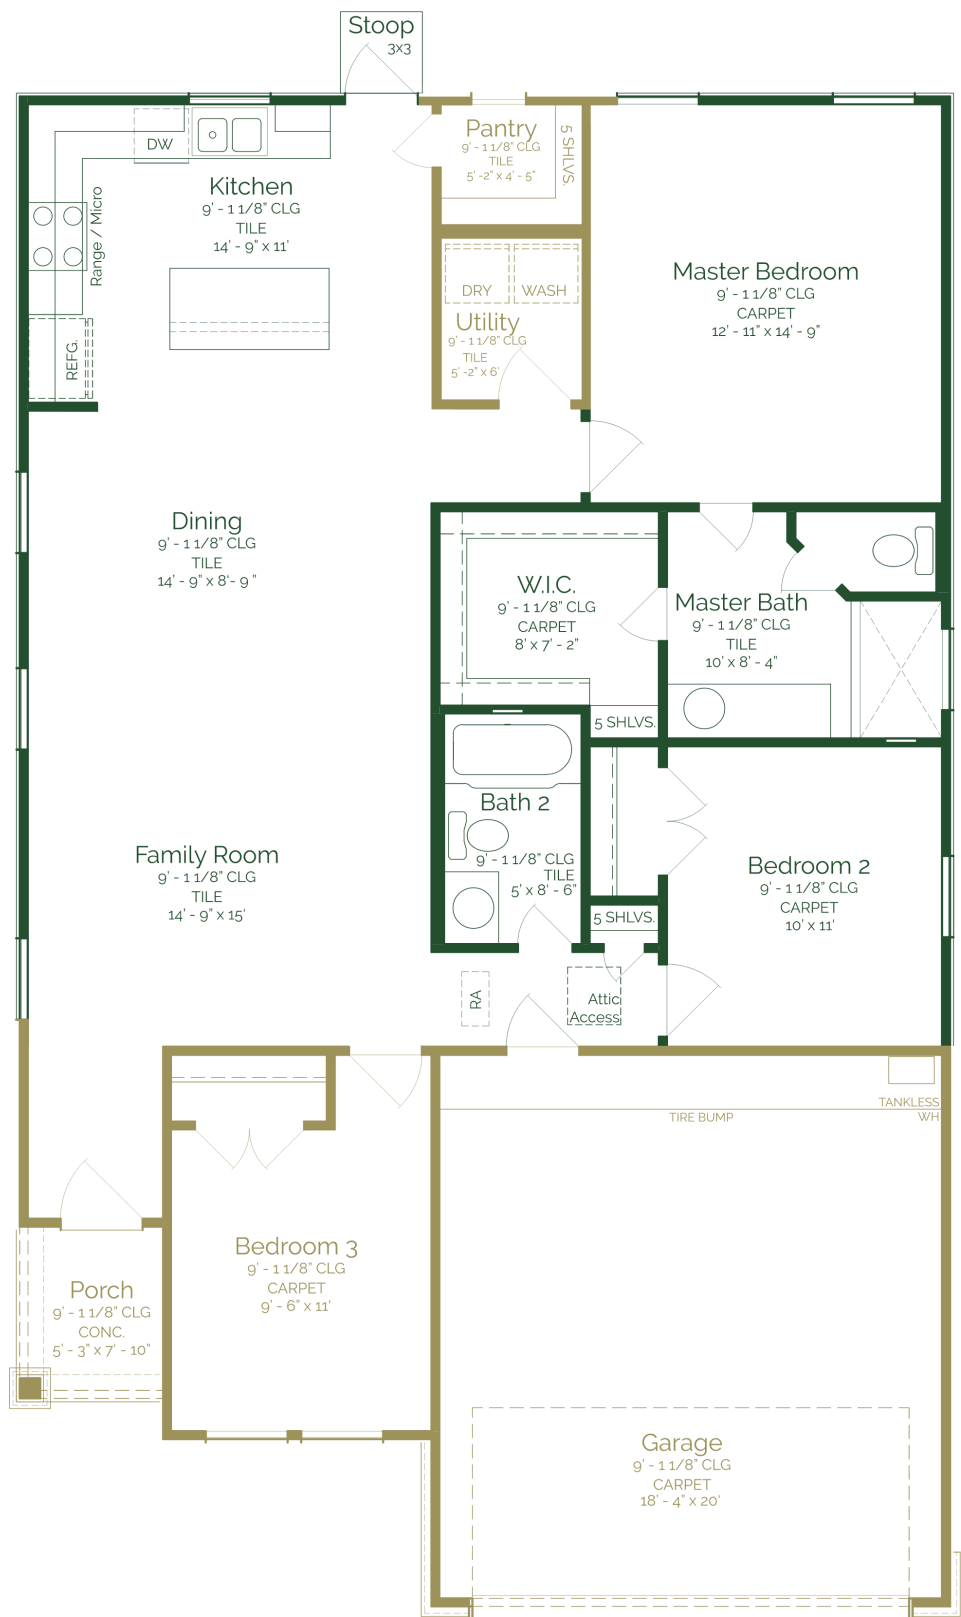 Stoop
3x3
Pantry
9' - 1 1/8" CLG
TILE
5' -2" x 4' - 5"
5 SHLVS.
DW
Kitchen
9' - 1 1/8" CLG
TILE
14' - 9" x 11'
Range / Micro
REFG.
DRY
WASH
Utility
9' - 1 1/8" CLG
TILE
5' -2" x 6'
Master Bedroom
9' - 1 1/8" CLG
CARPET
12' - 11" x 14' - 9"
Dining
9' - 1 1/8" CLG
TILE
14' - 9" x 8'- 9 "
W.I.C.
9' - 1 1/8" CLG
CARPET
8' x 7' - 2"
5 SHLVS.
Master Bath
9' - 1 1/8" CLG
TILE
10' x 8' - 4"
Bath 2
9' - 1 1/8" CLG
TILE
5' x 8' - 6"
Family Room
9' - 1 1/8" CLG
TILE
14' - 9" x 15'
Bedroom 2
9' - 1 1/8" CLG
CARPET
10' x 11'
5 SHLVS.
RA
Attic
Access
TANKLESS
WH
TIRE BUMP
Bedroom 3
9' - 1 1/8" CLG
CARPET
9' - 6" x 11'
Porch
9' - 1 1/8" CLG
CONC.
5' - 3" x 7' - 10"
Garage
9' - 1 1/8" CLG
CARPET
18' - 4" x 20'